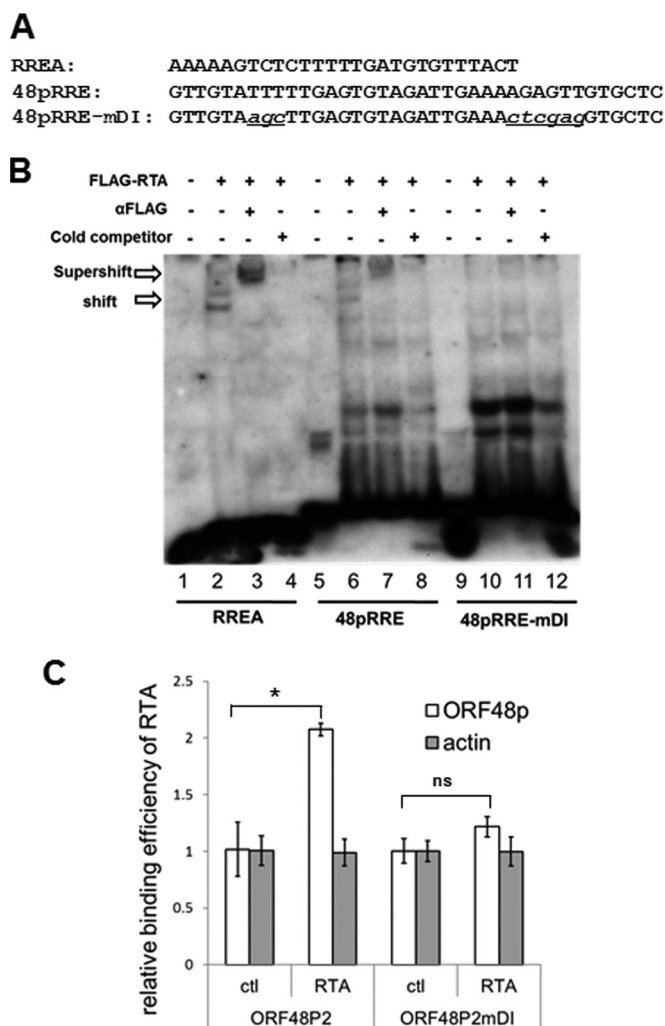 A
RREA: AAAAAGTCTCTTTTTGATGTGTTTACT
48pRRE: GTTGTATTTTTGAGTGTAGATTGAAAAGAGTTGTGCTC
48pRRE-mDI: GTTGTAagcTTGAGTGTAGATTGAAActcgagGTGCTC
B
FLAG-RTA - + + + - + + + - + + +
αFLAG - - + - - - + - - - + -
Cold competitor - - - + - - - + - - - +
Supershift
shift
1 2 3 4 5 6 7 8 9 10 11 12
RREA 48pRRE 48pRRE-mDI
C
relative binding efficiency of RTA
2.5
2
1.5
1
0.5
0
*
ns
ORF48p
actin
ctl RTA ctl RTA
ORF48P2 ORF48P2mDI